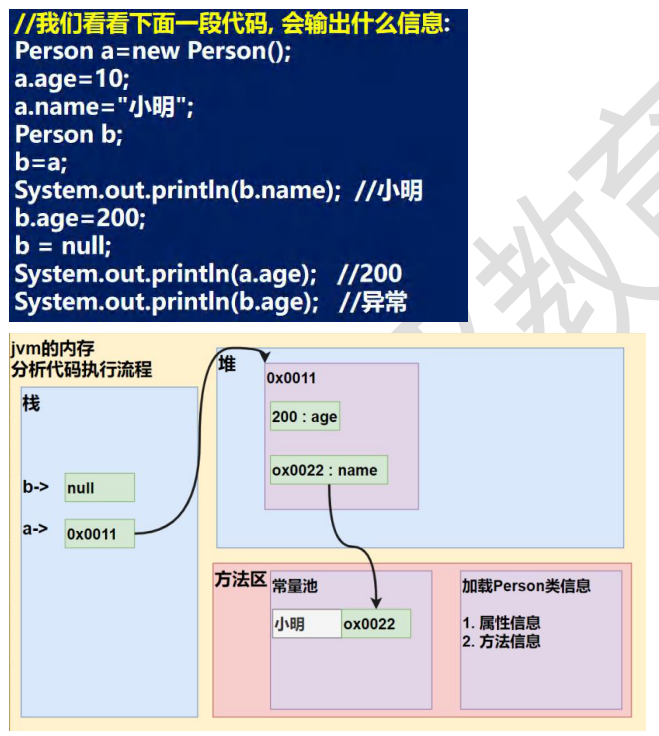 //我们看看下面一段代码, 会输出什么信息:
Person a=new Person();
a.age=10;
a.name="小明";
Person b;
b=a;
System.out.println(b.name);  //小明
b.age=200;
b = null;
System.out.println(a.age);   //200
System.out.println(b.age);   //异常
教育
jvm的内存
分析代码执行流程
栈
b->
null
a->
0x0011
堆
0x0011
200 : age
ox0022 : name
方法区
常量池
小明
ox0022
加载Person类信息
1. 属性信息
2. 方法信息